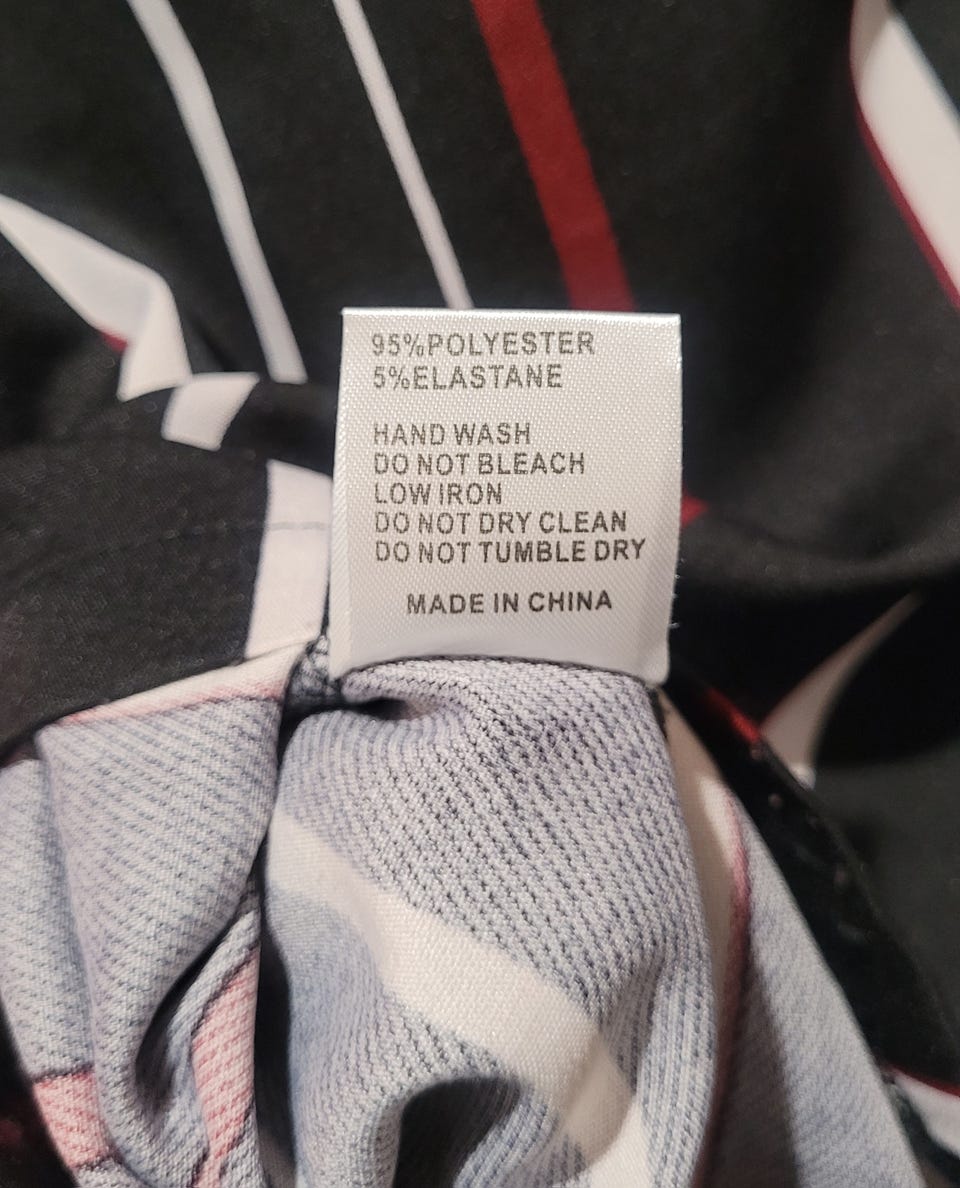 95%POLYESTER
5%ELASTANE
HAND WASH
DO NOT BLEACH
LOW IRON
DO NOT DRY CLEAN
DO NOT TUMBLE DRY
MADE IN CHINA